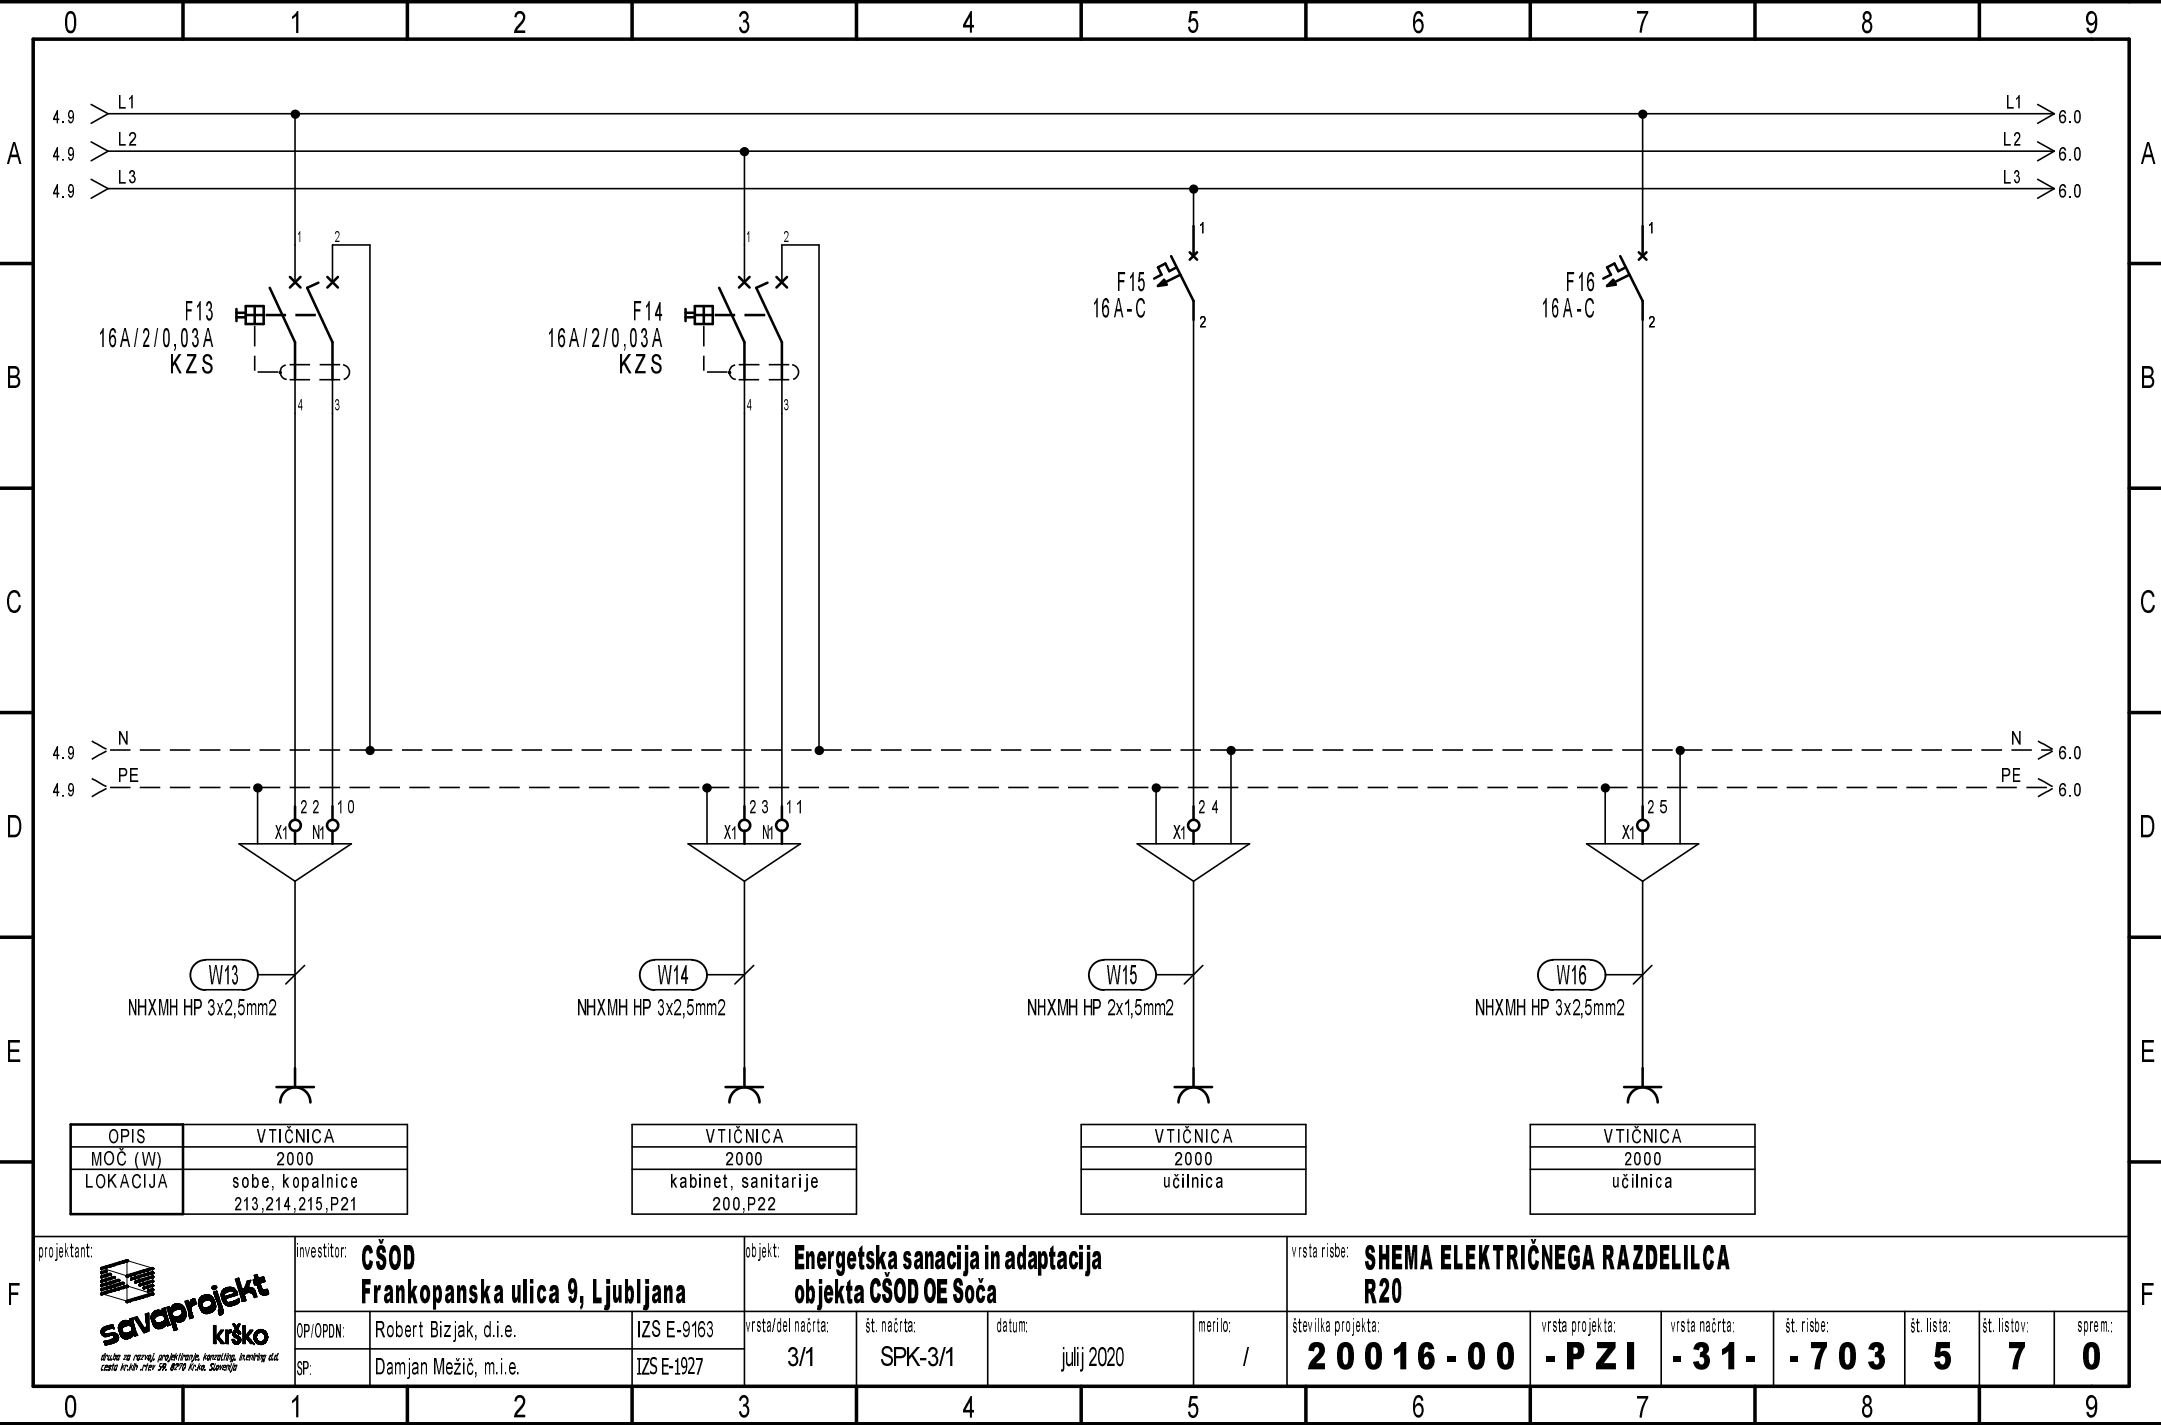 0 1 2 3 4 5 6 7 8 9
4.9 L1 L1 6.0
A 4.9 L2 L2 6.0 A
4.9 L3 L3 6.0
1 2 1 2 1 1
F13
16A/2/0,03A
KZS
F14
16A/2/0,03A
KZS
F15
16A-C
F16
16A-C
2 2
B B
4 3 4 3
C C
4.9 N N 6.0
4.9 PE PE 6.0
D D
22 10 23 11 24 25
X1 N1 X1 N1 X1 X1
W13 W14 W15 W16
NHXMH HP 3x2,5mm2 NHXMH HP 3x2,5mm2 NHXMH HP 2x1,5mm2 NHXMH HP 3x2,5mm2
E E
OPIS VTIČNICA VTIČNICA VTIČNICA VTIČNICA
MOČ (W) 2000 2000 2000 2000
LOKACIJA sobe, kopalnice kabinet, sanitarije učilnica učilnica
213,214,215,P21 200,P22
F F
projektant:
savaprojekt
krško
investitor: CŠOD
Frankopanska ulica 9, Ljubljana
OP/OPDN: Robert Bizjak, d.i.e. IZS E-9163
SP: Damjan Mežič, m.i.e. IZS E-1927
objekt: Energetska sanacija in adaptacija
objekta CŠOD OE Soča
vrsta/del načrta: št. načrta: datum: merilo:
3/1 SPK-3/1 julij 2020 /
vrsta risbe: SHEMA ELEKTRIČNEGA RAZDELILCA
R20
številka projekta: vrsta projekta: vrsta načrta: št. risbe: št. lista: št. listov: sprem.:
20016-00 -PZI -31- -703 5 7 0
0 1 2 3 4 5 6 7 8 9